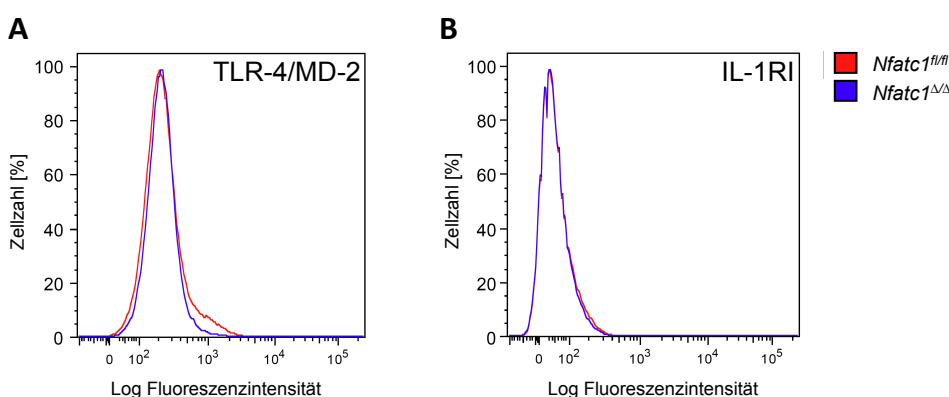 A
TLR-4/MD-2
Zellzahl [%]
100
80
60
40
20
0
0 10² 10³ 10⁴ 10⁵
Log Fluoreszenzintensität
B
IL-1RI
Zellzahl [%]
100
80
60
40
20
0
0 10² 10³ 10⁴ 10⁵
Log Fluoreszenzintensität
Nfatc1fl/fl
Nfatc1Δ/Δ